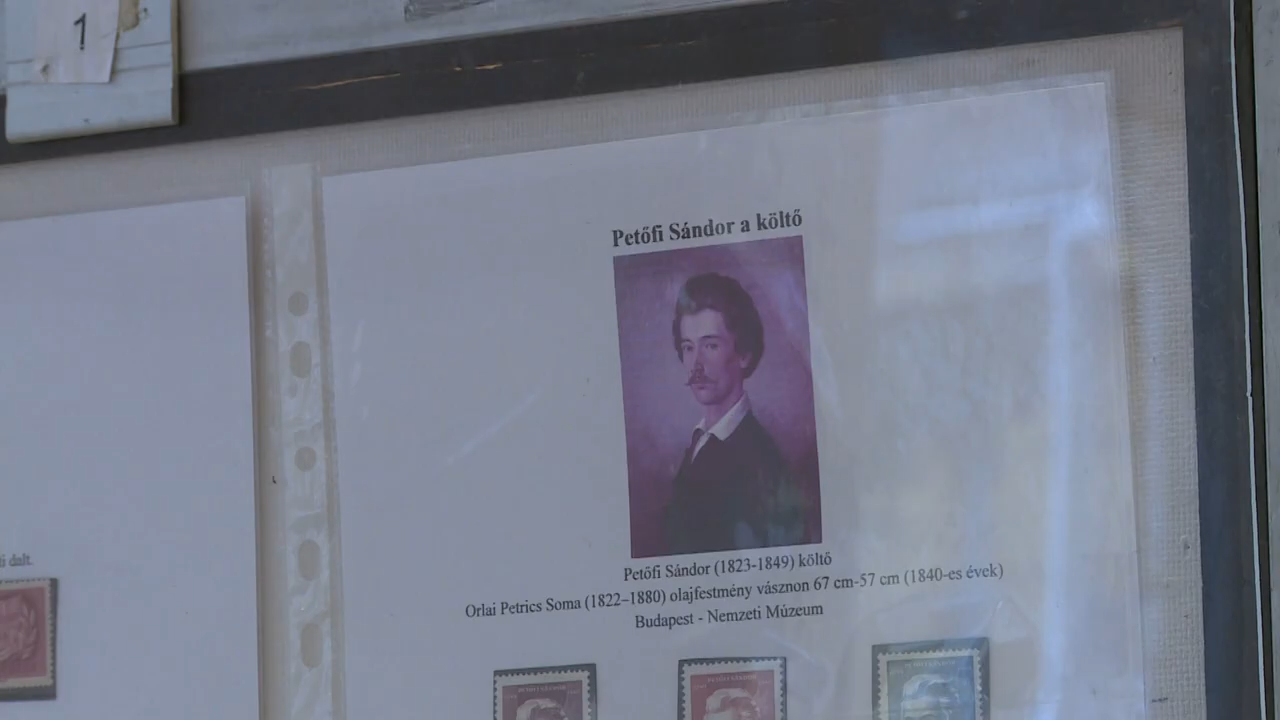 1
Petőfi Sándor a költő
Petőfi Sándor (1823-1849) költő
Orlai Petrics Soma (1822–1880) olajfestmény vásznon 67 cm-57 cm (1840-es évek)
Budapest - Nemzeti Múzeum
dalt.